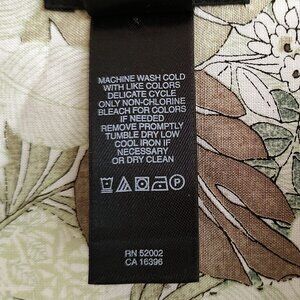 MACHINE WASH COLD
WITH LIKE COLORS
DELICATE CYCLE
ONLY NON-CHLORINE
BLEACH FOR COLORS
IF NEEDED
REMOVE PROMPTLY
TUMBLE DRY LOW
COOL IRON IF
NECESSARY
OR DRY CLEAN
P
RN 52002
CA 16396